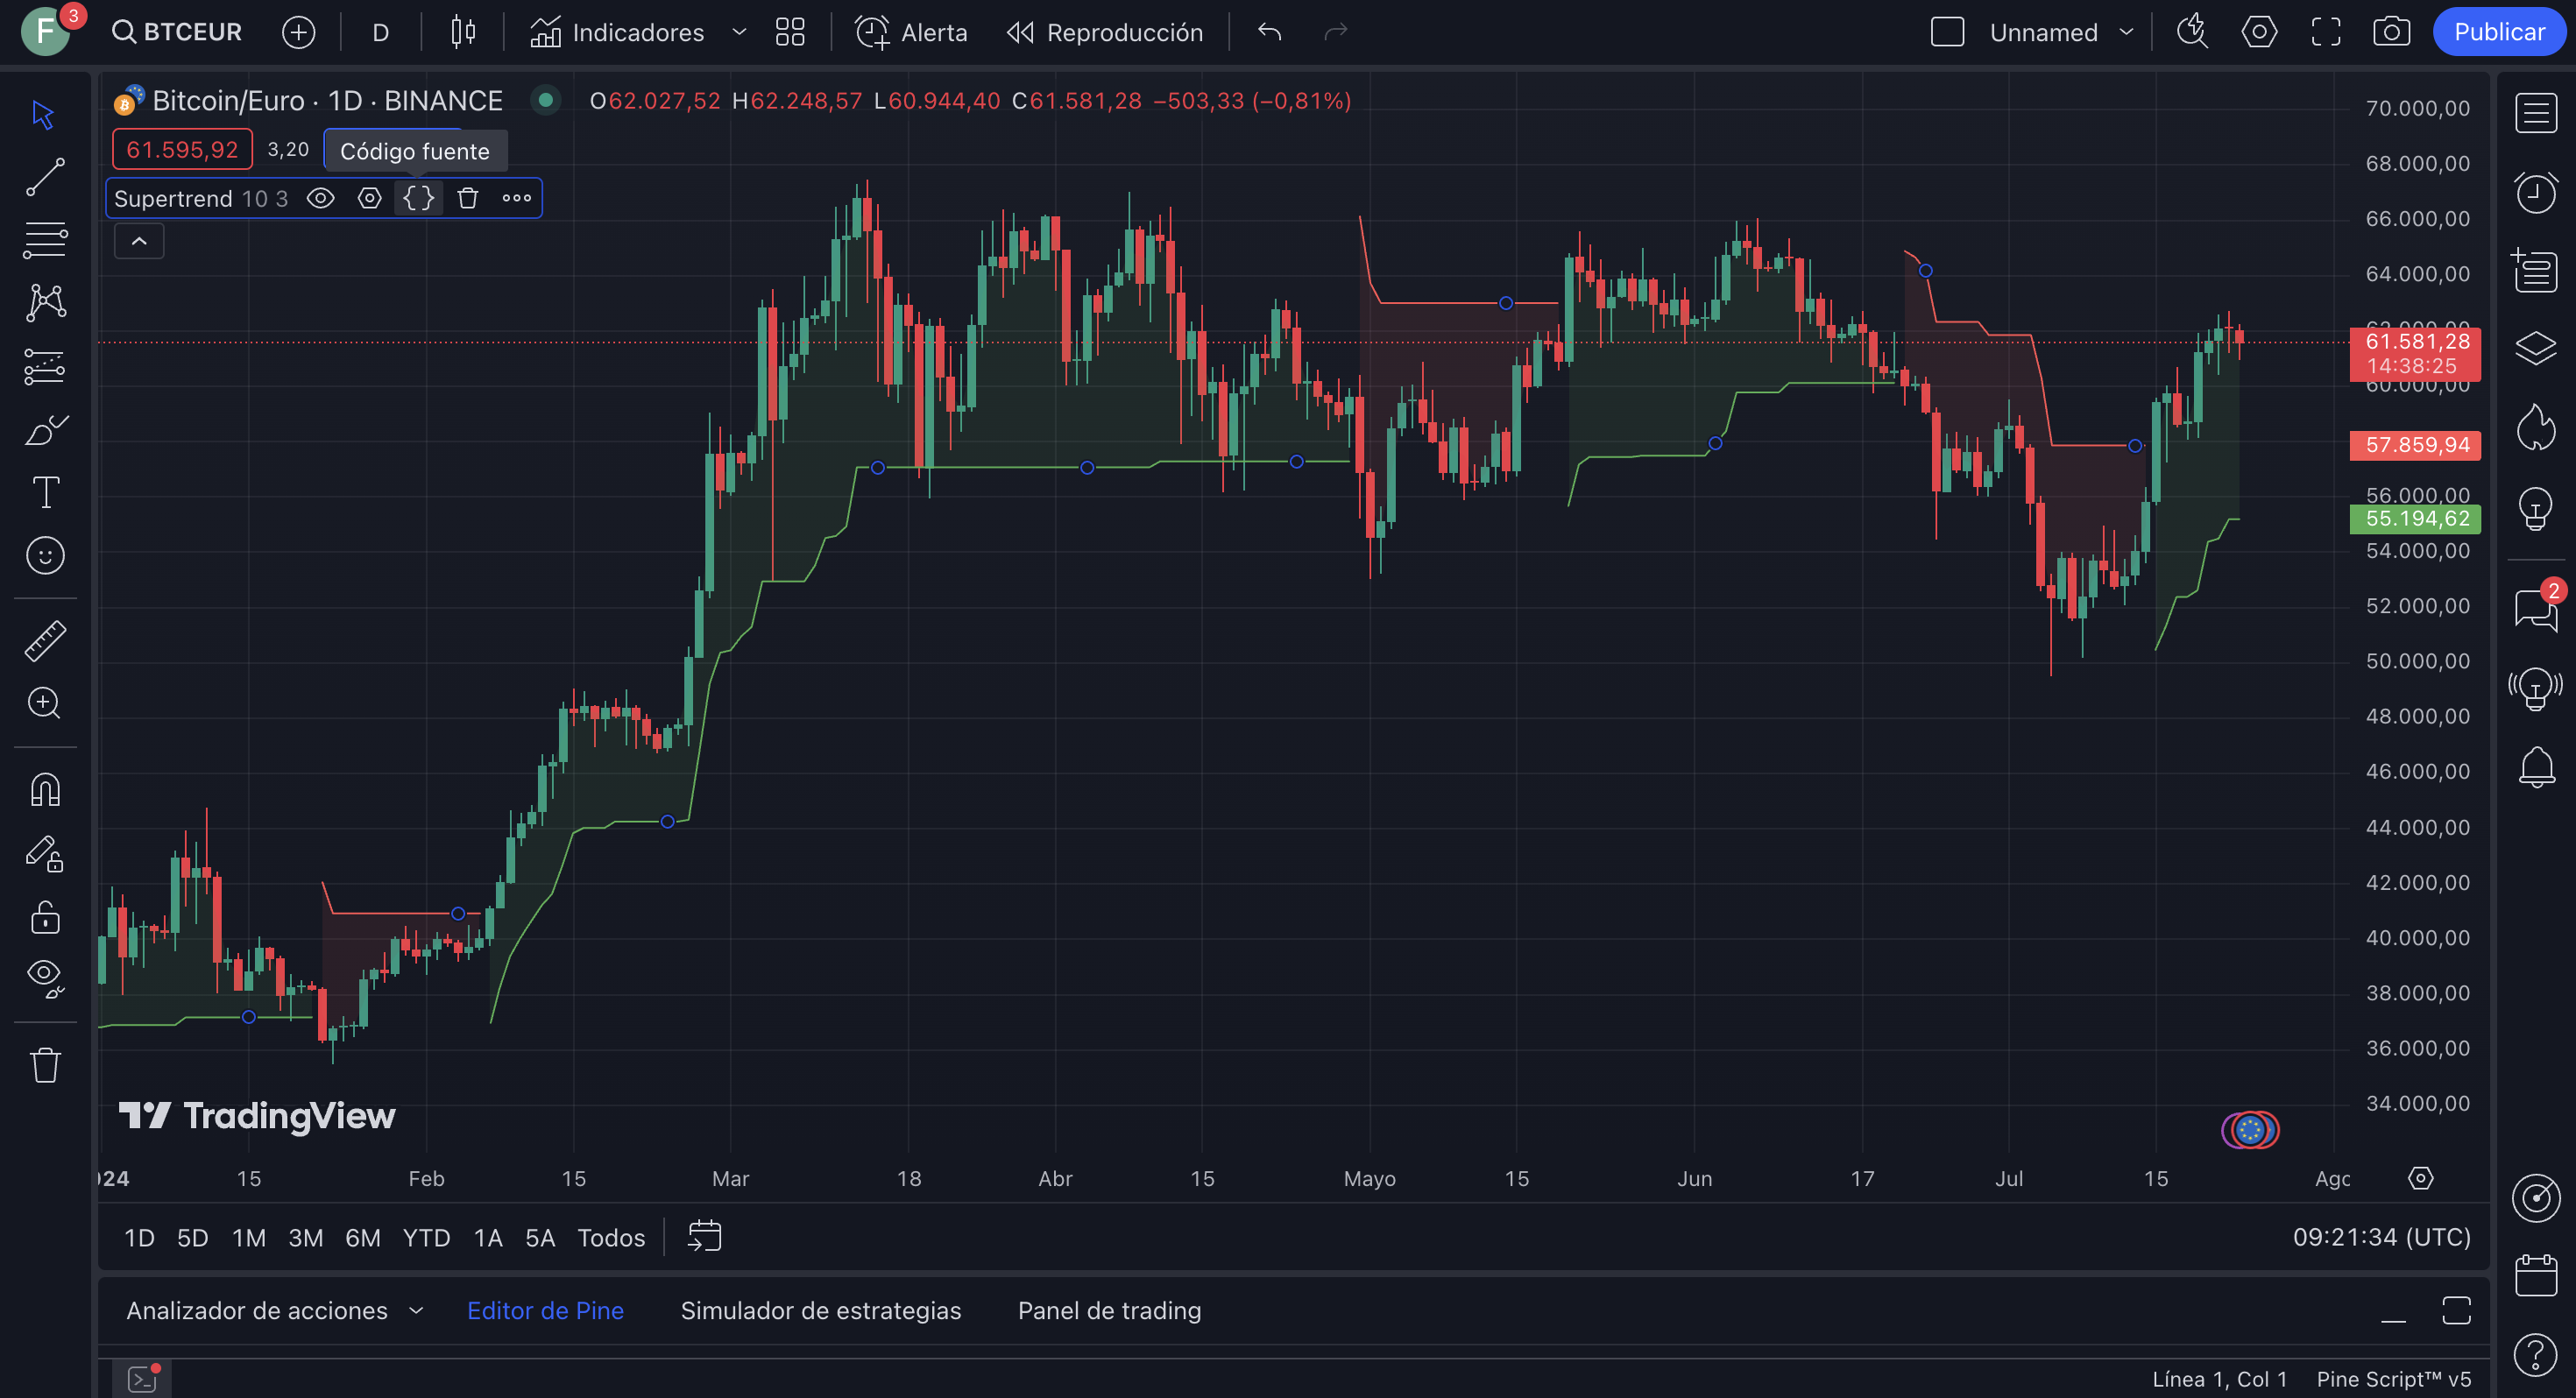 F 3 BTCEUR D Indicadores Alerta Reproducción Unnamed Publicar
Bitcoin/Euro · 1D · BINANCE O62.027,52 H62.248,57 L60.944,40 C61.581,28 −503,33 (−0,81%)
61.595,92 3,20 Código fuente
Supertrend 10 3
70.000,00
68.000,00
66.000,00
64.000,00
62.000,00
61.581,28
14:38:25
60.000,00
57.859,94
56.000,00
55.194,62
54.000,00
52.000,00
2
50.000,00
48.000,00
46.000,00
44.000,00
42.000,00
40.000,00
38.000,00
36.000,00
34.000,00
TradingView
024 15 Feb 15 Mar 18 Abr 15 Mayo 15 Jun 17 Jul 15 Ago
1D 5D 1M 3M 6M YTD 1A 5A Todos 09:21:34 (UTC)
Analizador de acciones Editor de Pine Simulador de estrategias Panel de trading
Línea 1, Col 1 Pine Script™ v5